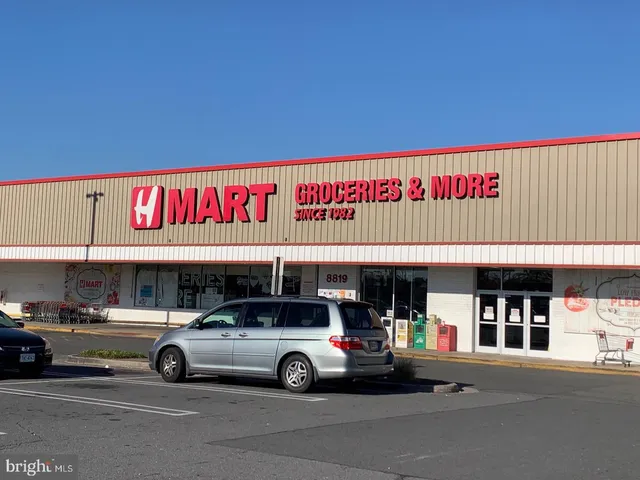 H MART GROCERIES & MORE
SINCE 1982
H MART
8619
bright MLS